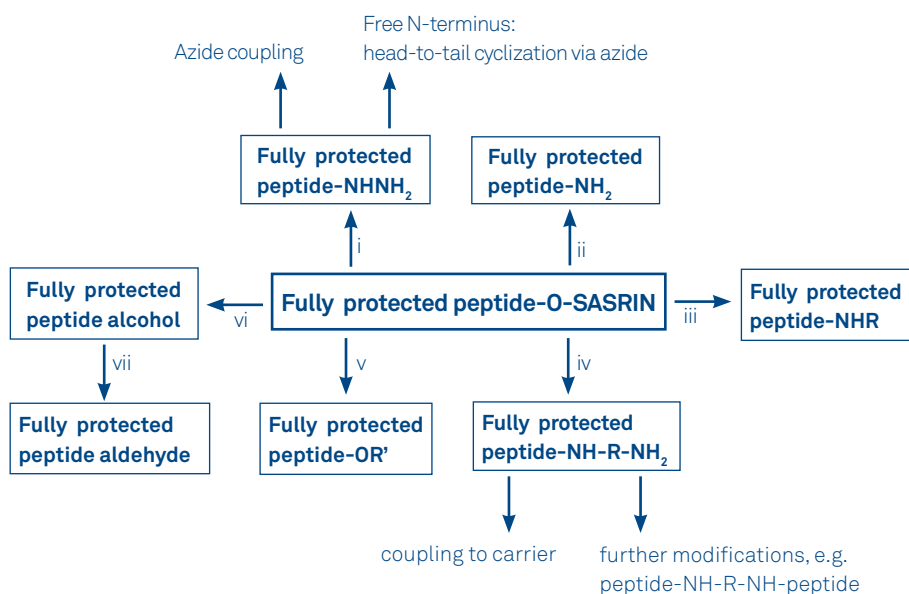 Azide coupling
Free N-terminus:
head-to-tail cyclization via azide
Fully protected
peptide-NHNH₂
Fully protected
peptide-NH₂
i
ii
Fully protected
peptide alcohol
vi
Fully protected peptide-O-SASRIN
iii
Fully protected
peptide-NHR
vii
v
iv
Fully protected
peptide aldehyde
Fully protected
peptide-OR’
Fully protected
peptide-NH-R-NH₂
coupling to carrier
further modifications, e.g.
peptide-NH-R-NH-peptide